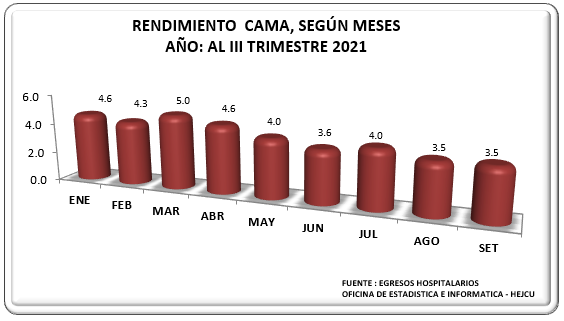 RENDIMIENTO CAMA, SEGÚN MESES
AÑO: AL III TRIMESTRE 2021
6.0
4.0
2.0
0.0
4.6
4.3
5.0
4.6
4.0
3.6
4.0
3.5
3.5
ENE
FEB
MAR
ABR
MAY
JUN
JUL
AGO
SET
FUENTE : EGRESOS HOSPITALARIOS
OFICINA DE ESTADISTICA E INFORMATICA - HEJCU